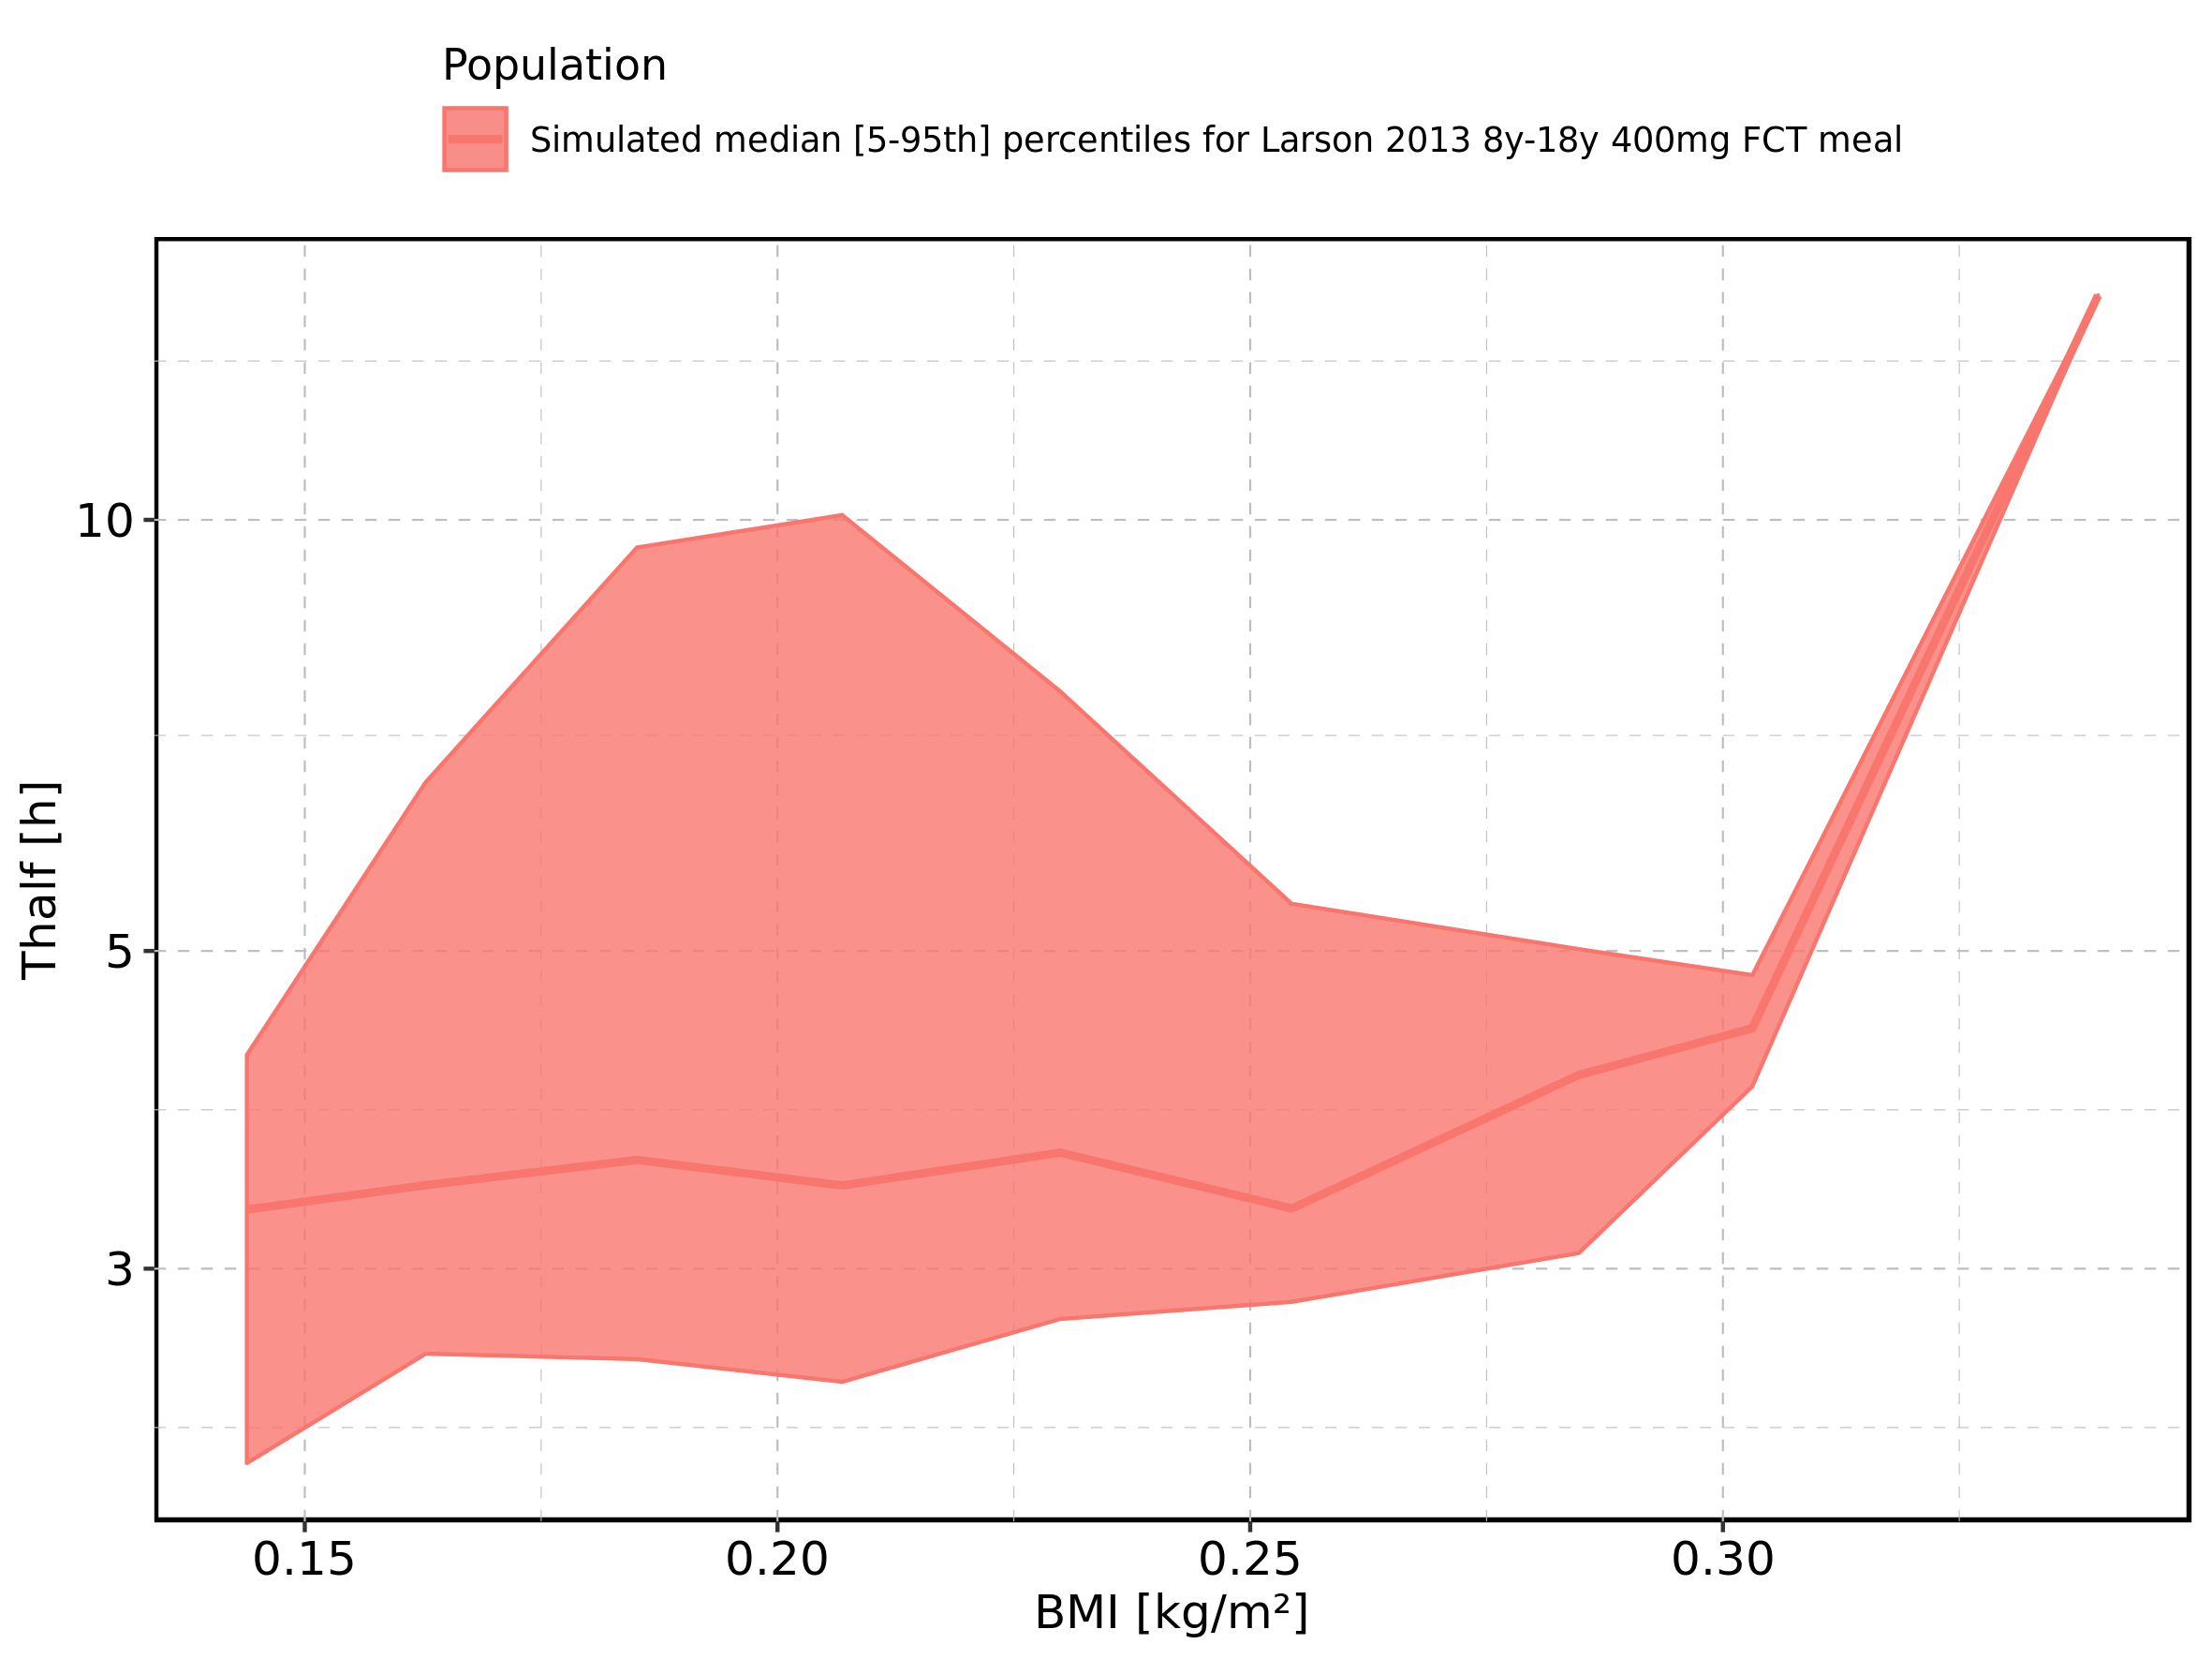 Population
Simulated median [5-95th] percentiles for Larson 2013 8y-18y 400mg FCT meal
Thalf [h]
10
5
3
0.15 0.20 0.25 0.30
BMI [kg/m²]